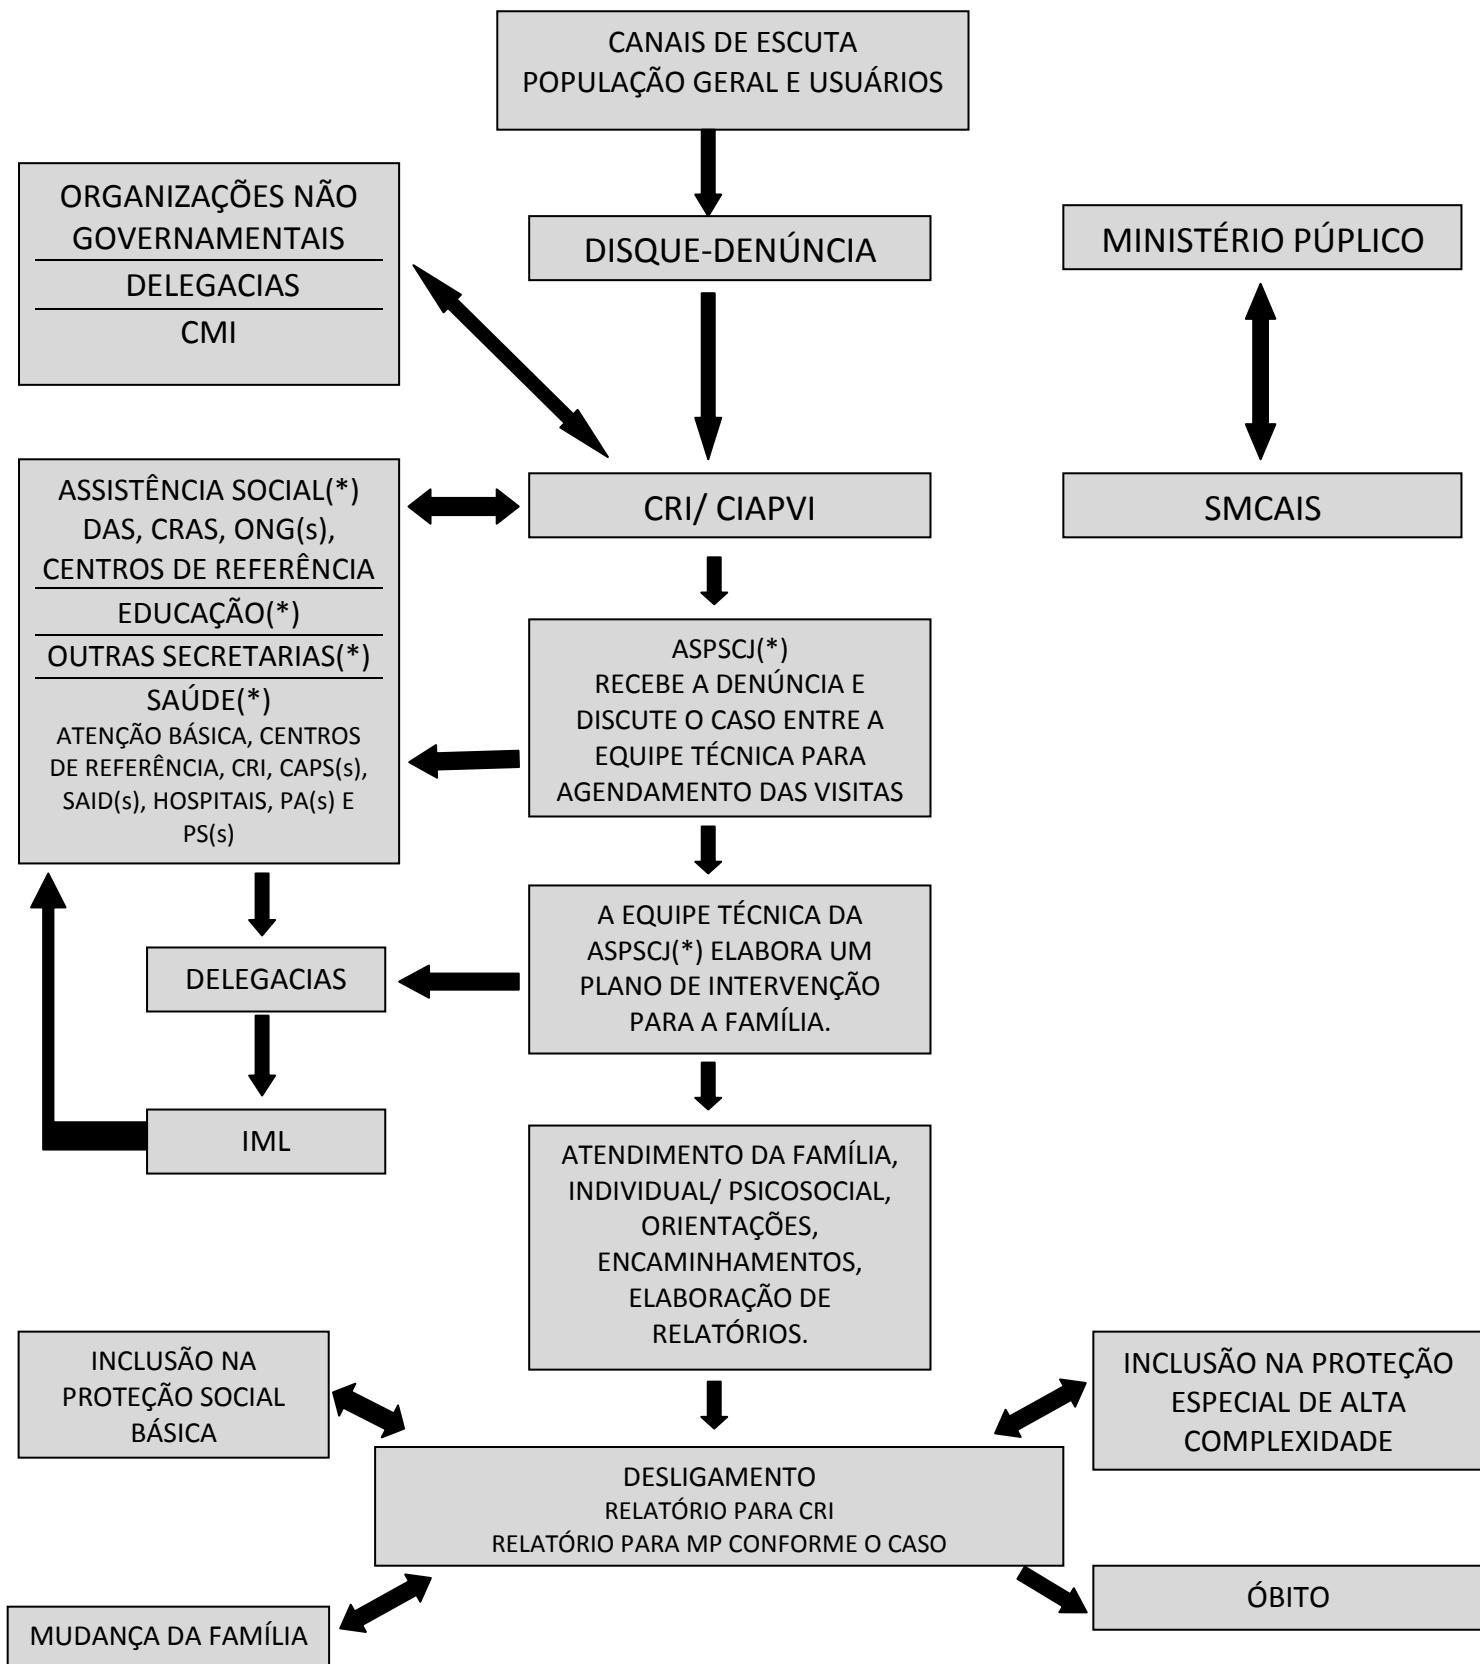 CANAIS DE ESCUTA
POPULAÇÃO GERAL E USUÁRIOS
ORGANIZAÇÕES NÃO
GOVERNAMENTAIS
DELEGACIAS
CMI
DISQUE-DENÚNCIA
MINISTÉRIO PÚPLICO
ASSISTÊNCIA SOCIAL(*)
DAS, CRAS, ONG(s),
CENTROS DE REFERÊNCIA
EDUCAÇÃO(*)
OUTRAS SECRETARIAS(*)
SAÚDE(*)
ATENÇÃO BÁSICA, CENTROS
DE REFERÊNCIA, CRI, CAPS(s),
SAID(s), HOSPITAIS, PA(s) E
PS(s)
CRI/ CIAPVI
SMCAIS
ASPSCJ(*)
RECEBE A DENÚNCIA E
DISCUTE O CASO ENTRE A
EQUIPE TÉCNICA PARA
AGENDAMENTO DAS VISITAS
A EQUIPE TÉCNICA DA
ASPSCJ(*) ELABORA UM
PLANO DE INTERVENÇÃO
PARA A FAMÍLIA.
DELEGACIAS
IML
ATENDIMENTO DA FAMÍLIA,
INDIVIDUAL/ PSICOSOCIAL,
ORIENTAÇÕES,
ENCAMINHAMENTOS,
ELABORAÇÃO DE
RELATÓRIOS.
INCLUSÃO NA
PROTEÇÃO SOCIAL
BÁSICA
INCLUSÃO NA PROTEÇÃO
ESPECIAL DE ALTA
COMPLEXIDADE
DESLIGAMENTO
RELATÓRIO PARA CRI
RELATÓRIO PARA MP CONFORME O CASO
MUDANÇA DA FAMÍLIA
ÓBITO